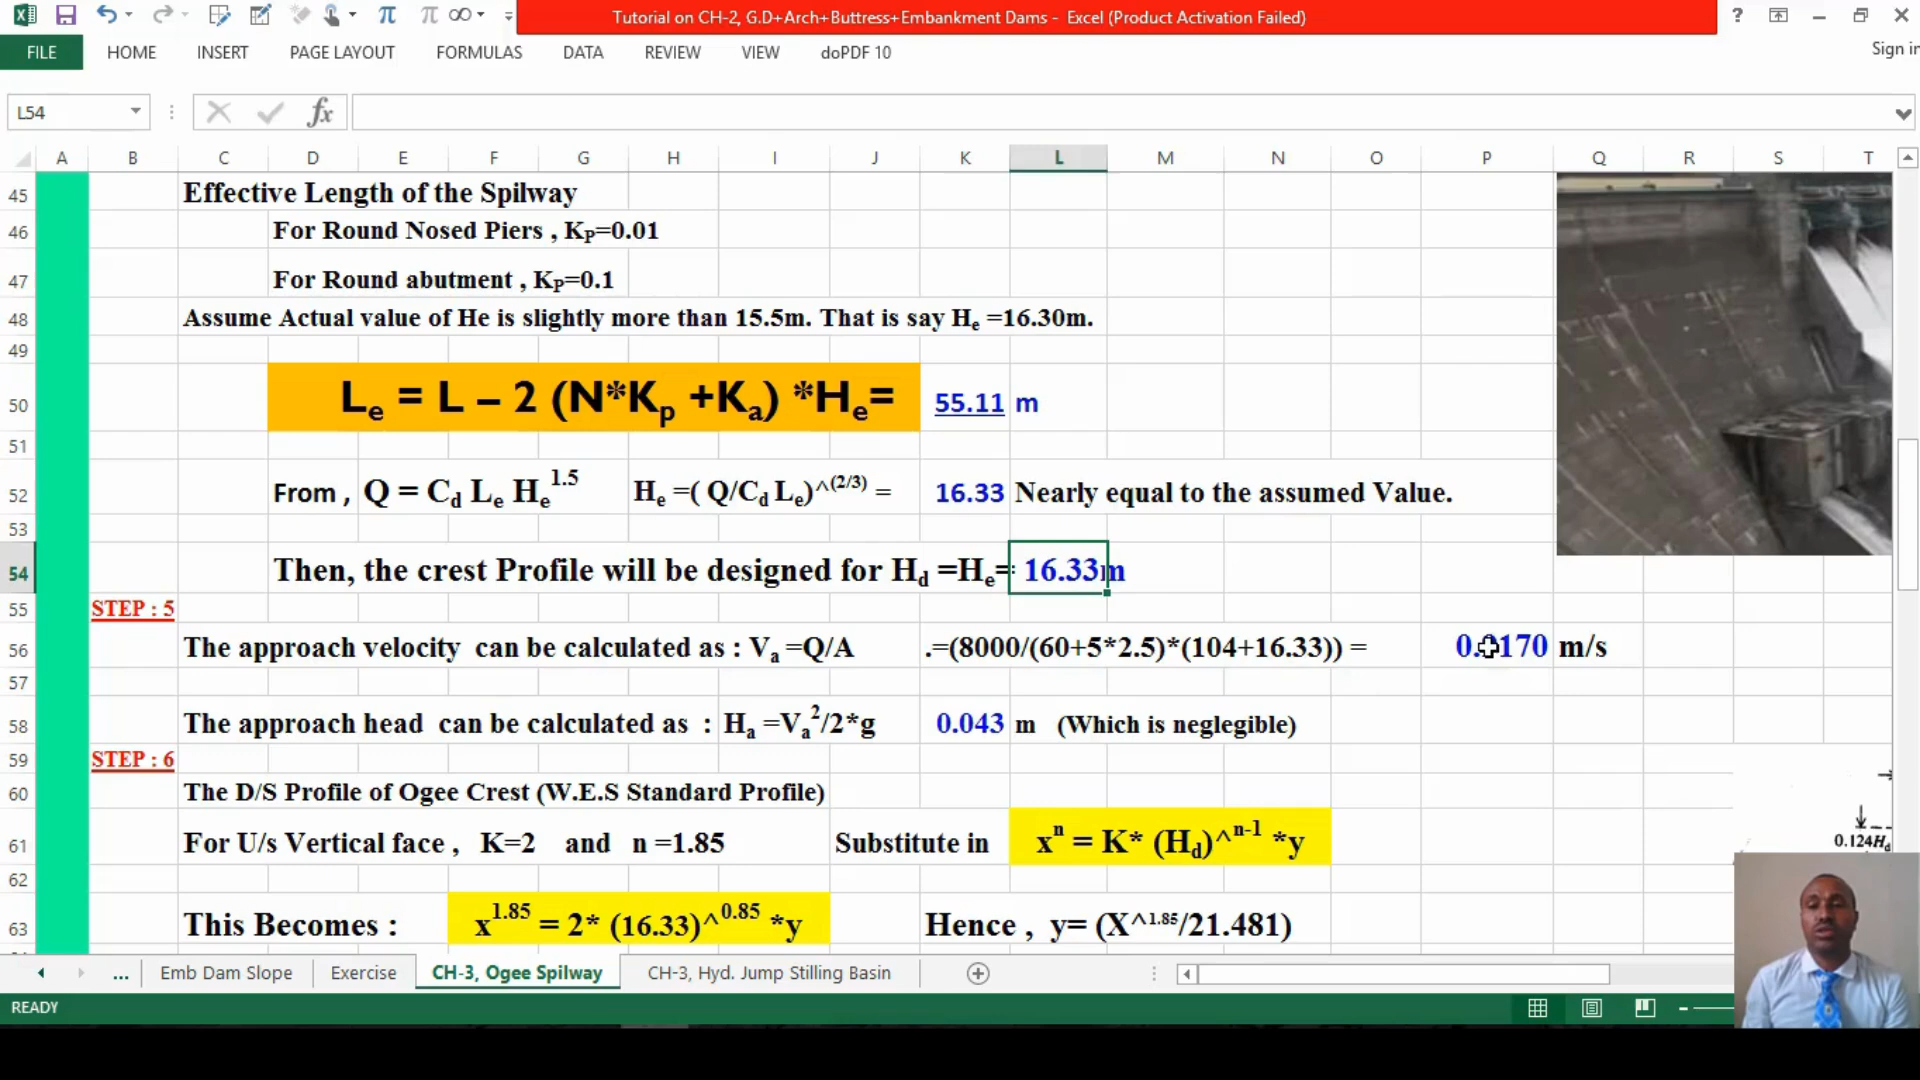 Tutorial on CH-2, G.D+Arch+Buttress+Embankment Dams - Excel (Product Activation Failed)
FILE HOME INSERT PAGE LAYOUT FORMULAS DATA REVIEW VIEW doPDF 10
Sign in
L54
fx
A B C D E F G H I J K L M N O P Q R S T
45 Effective Length of the Spilway
46 For Round Nosed Piers , KP=0.01
47 For Round abutment , KP=0.1
48 Assume Actual value of He is slightly more than 15.5m. That is say He =16.30m.
49
50 Le = L – 2 (N*Kp +Ka) *He= 55.11 m
51
52 From , Q = Cd Le He^1.5 He =( Q/Cd Le)^(2/3) = 16.33 Nearly equal to the assumed Value.
53
54 Then, the crest Profile will be designed for Hd =He= 16.33m
55 STEP : 5
56 The approach velocity can be calculated as : Va =Q/A .=(8000/(60+5*2.5)*(104+16.33)) = m/s
57
58 The approach head can be calculated as : Ha =Va²/2*g 0.043 m (Which is neglegible)
59 STEP : 6
60 The D/S Profile of Ogee Crest (W.E.S Standard Profile)
61 For U/s Vertical face , K=2 and n =1.85 Substitute in x^n = K* (Hd)^n-1 *y
0.124Hd
62
63 This Becomes : x^1.85 = 2* (16.33)^0.85 *y Hence , y= (X^1.85/21.481)
... Emb Dam Slope Exercise CH-3, Ogee Spilway CH-3, Hyd. Jump Stilling Basin
READY